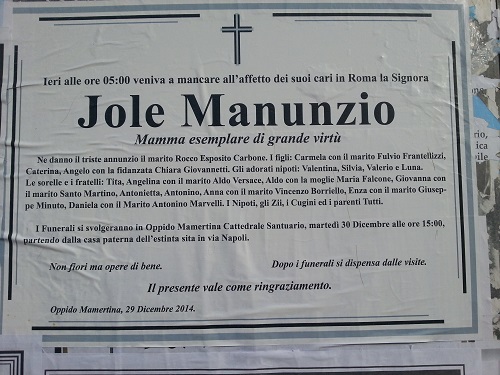 Ieri alle ore 05:00 veniva a mancare all'affetto dei suoi cari in Roma la Signora
Jole Manunzio
Mamma esemplare di grande virtù
Ne danno il triste annunzio il marito Rocco Esposito Carbone. I figli: Carmela con il marito Fulvio Frantellizzi,
Caterina, Angelo con la fidanzata Chiara Giovannetti. Gli adorati nipoti: Valentina, Silvia, Valerio e Luna.
Le sorelle e i fratelli: Tita, Angelina con il marito Aldo Versace, Aldo con la moglie Maria Falcone, Giovanna con
il marito Santo Martino, Antonietta, Antonino, Anna con il marito Vincenzo Borriello, Enza con il marito Giusep-
pe Minuto, Daniela con il Marito Antonino Marvelli. I Nipoti, gli Zii, i Cugini ed i parenti Tutti.
I Funerali si svolgeranno in Oppido Mamertina Cattedrale Santuario, martedì 30 Dicembre alle ore 15:00,
partendo dalla casa paterna dell'estinta sita in via Napoli.
Non fiori ma opere di bene.
Dopo i funerali si dispensa dalle visite.
Il presente vale come ringraziamento.
Oppido Mamertina, 29 Dicembre 2014.